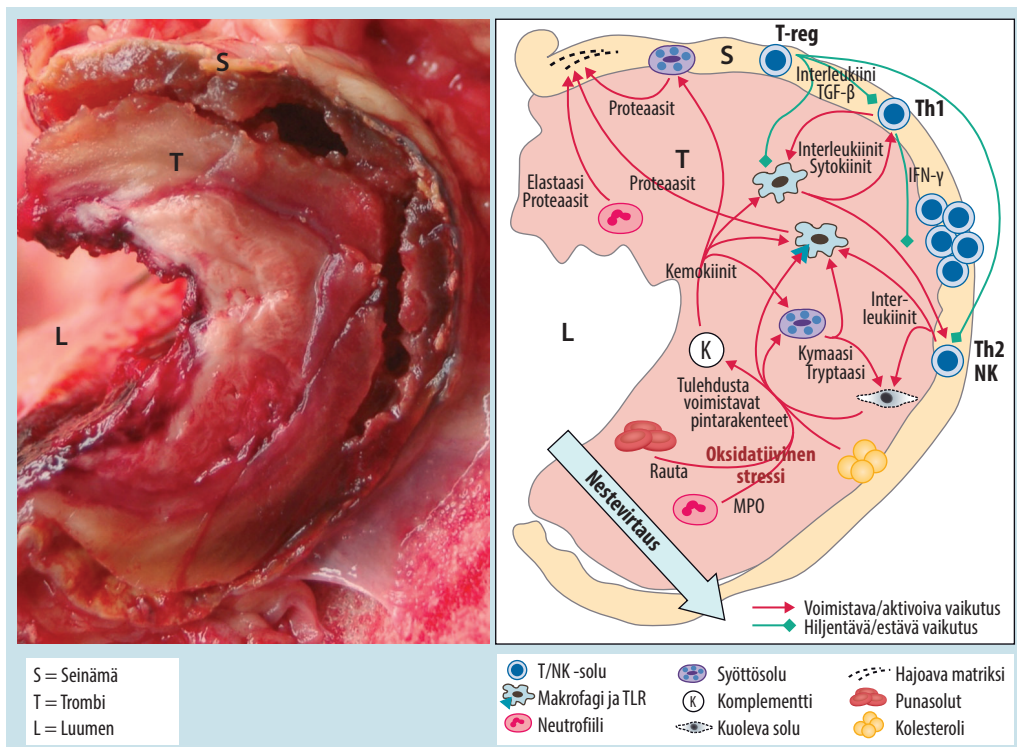 S
T
L
S
T-reg
Interleukiini
TGF-β
Th1
Proteaasit
T
Interleukiinit
Sytokiinit
IFN-γ
Elastaasi
Proteaasit
Proteaasit
Kemokiinit
L
Inter-
leukiinit
K
Kymaasi
Tryptaasi
Th2
NK
Tulehdusta
voimistavat
pintarakenteet
Oksidatiivinen
stressi
Rauta
MPO
Nestevirtaus
Voimistava/aktivoiva vaikutus
Hiljentävä/estävä vaikutus
S = Seinämä
T = Trombi
L = Luumen
T/NK -solu
Makrofagi ja TLR
Neutrofiili
Syöttösolu
K
Komplementti
Kuoleva solu
Hajoava matriksi
Punasolut
Kolesteroli